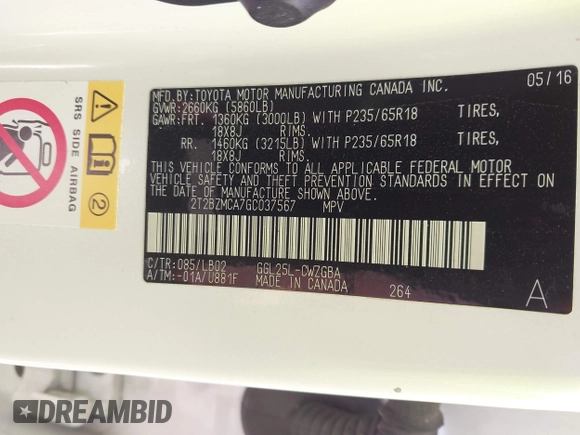 MFD.BY:TOYOTA MOTOR MANUFACTURING CANADA INC. 05/16
GVWR:2660KG (5860LB)
GAWR:FRT. 1360KG (3000LB) WITH P235/65R18 TIRES,
18X8J RIMS.
RR. 1460KG (3215LB) WITH P235/65R18 TIRES,
18X8J RIMS.
THIS VEHICLE CONFORMS TO ALL APPLICABLE FEDERAL MOTOR
VEHICLE SAFETY AND THEFT PREVENTION STANDARDS IN EFFECT ON
THE DATE OF MANUFACTURE SHOWN ABOVE.
2T2BZMCA7GC037567 MPV
C/TR:085/LB02 GGL25L-CWZGBA
A/TM:-01A/U881F MADE IN CANADA 264 A
SRS SIDE AIRBAG
2
DREAMBID